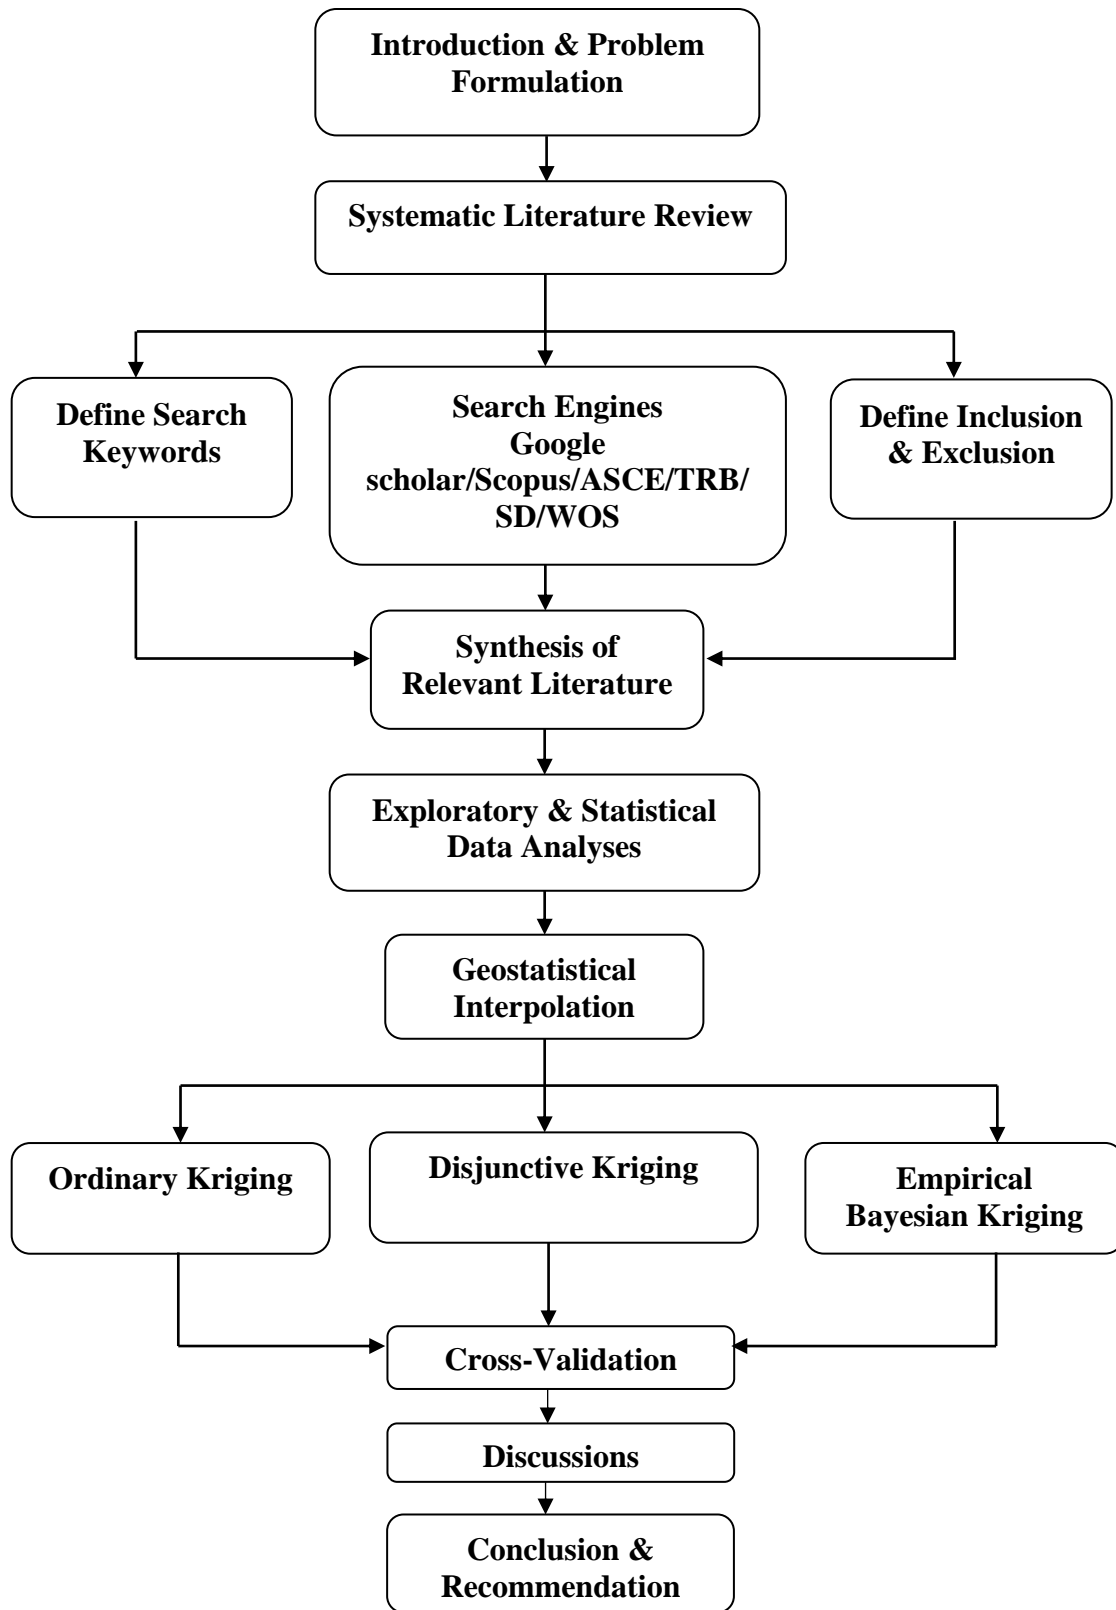 Introduction & Problem
Formulation
Systematic Literature Review
Define Search
Keywords
Search Engines
Google
scholar/Scopus/ASCE/TRB/
SD/WOS
Define Inclusion
& Exclusion
Synthesis of
Relevant Literature
Exploratory & Statistical
Data Analyses
Geostatistical
Interpolation
Ordinary Kriging
Disjunctive Kriging
Empirical
Bayesian Kriging
Cross-Validation
Discussions
Conclusion &
Recommendation